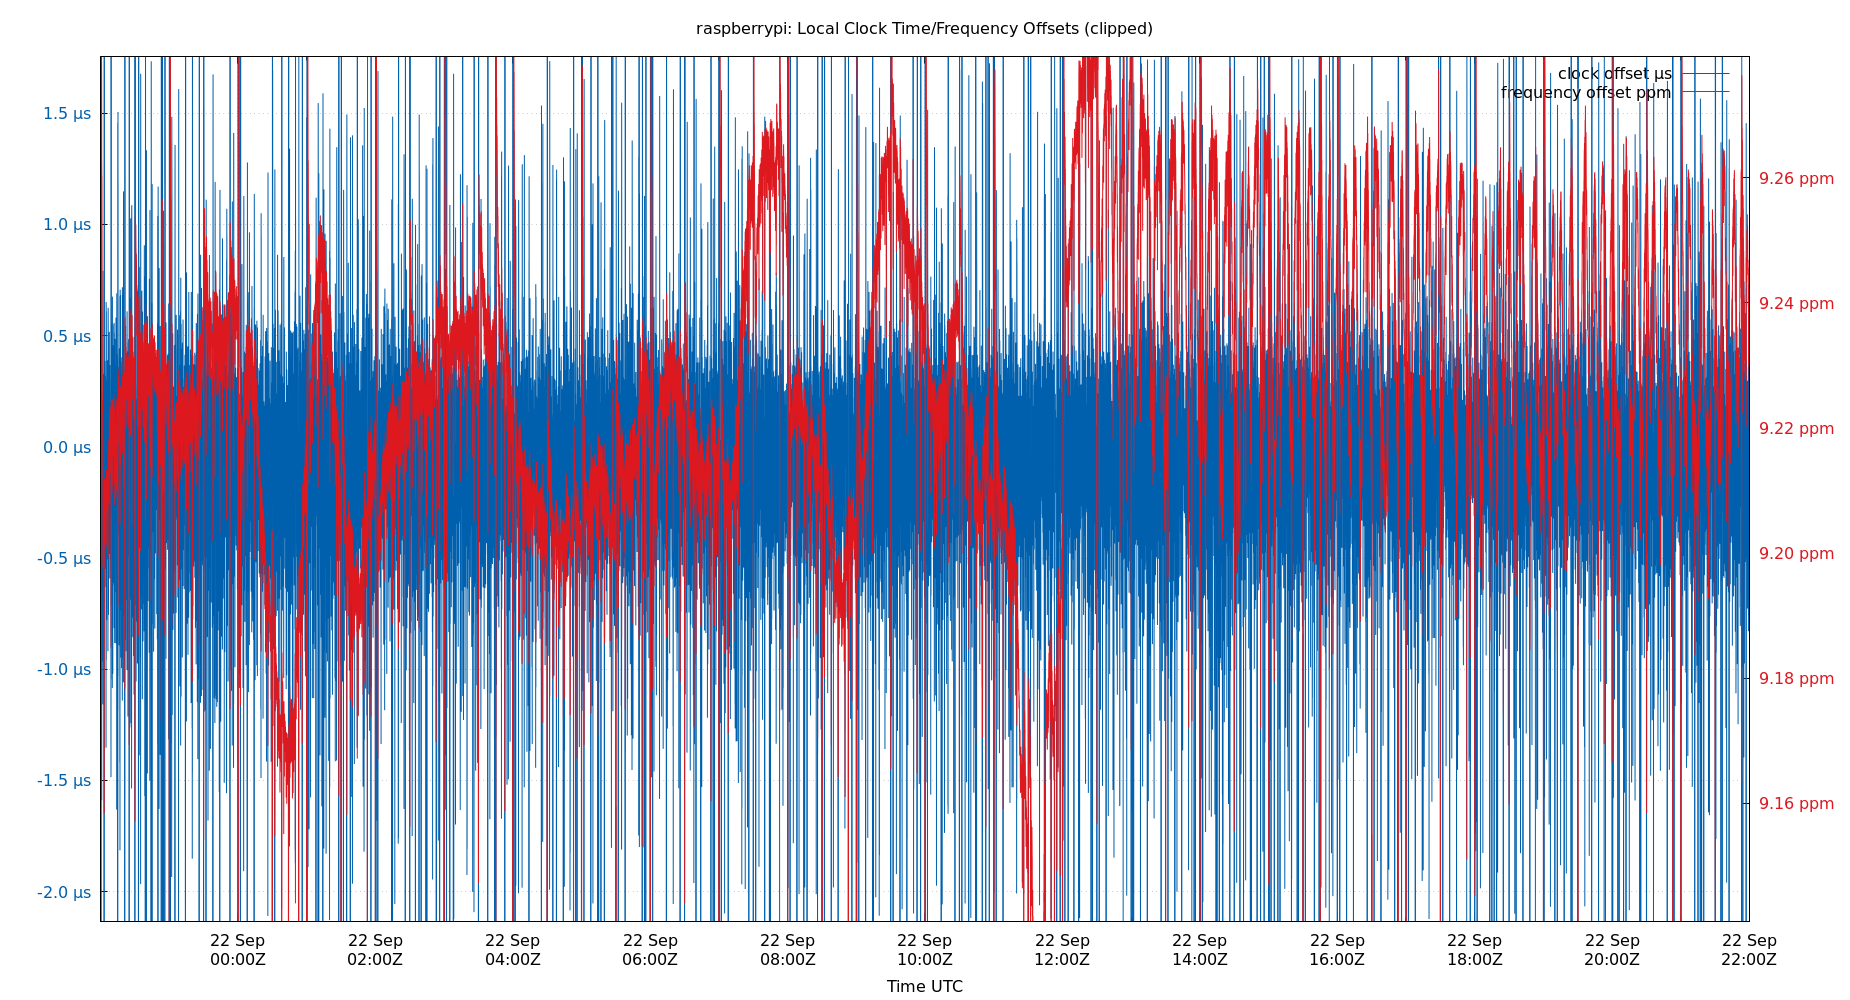 raspberrypi: Local Clock Time/Frequency Offsets (clipped)
clock offset µs
frequency offset ppm
1.5 µs
1.0 µs
0.5 µs
0.0 µs
-0.5 µs
-1.0 µs
-1.5 µs
-2.0 µs
9.26 ppm
9.24 ppm
9.22 ppm
9.20 ppm
9.18 ppm
9.16 ppm
22 Sep 22 Sep 22 Sep 22 Sep 22 Sep 22 Sep 22 Sep 22 Sep 22 Sep 22 Sep 22 Sep 22 Sep
00:00Z 02:00Z 04:00Z 06:00Z 08:00Z 10:00Z 12:00Z 14:00Z 16:00Z 18:00Z 20:00Z 22:00Z
Time UTC